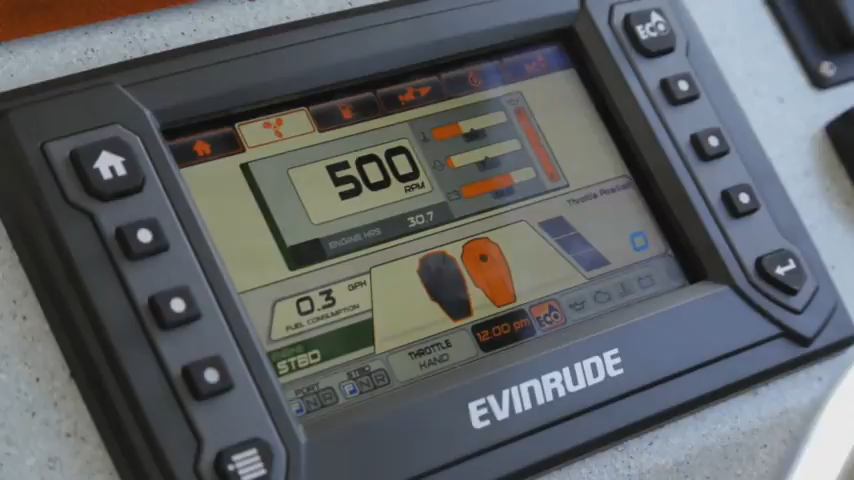 ECO
500
RPM
ENGINE HRS 30.7
Throttle Position
0.3 GPH
FUEL CONSUMPTION
STBD
THROTTLE
HAND
12.00 pm
ECO
PORT
N R
STBD
N R
EVINRUDE